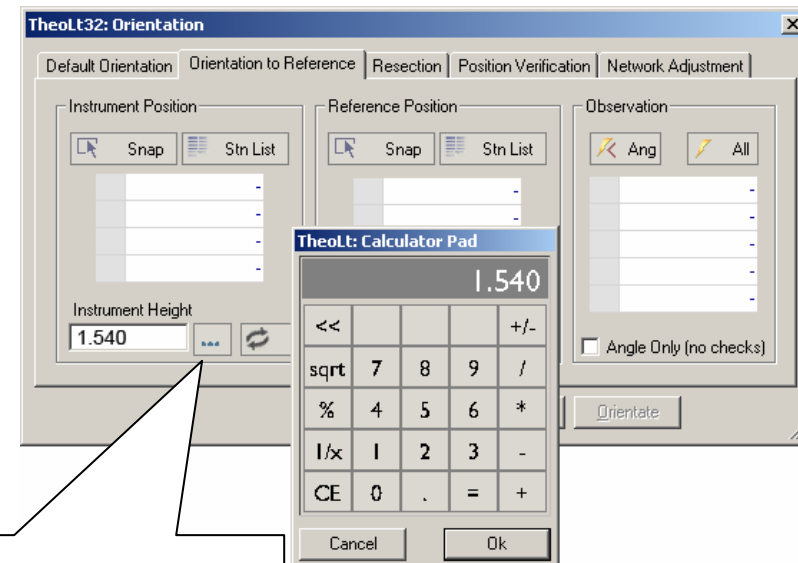 TheoLt32: Orientation
Default Orientation Orientation to Reference Resection Position Verification Network Adjustment
Instrument Position Reference Position Observation
Snap Stn List Snap Stn List Ang All
- - -
- - -
- -
- -
-
Instrument Height
1.540 ...
Angle Only (no checks)
Orientate
TheoLt: Calculator Pad
1.540
<< +/-
sqrt 7 8 9 /
% 4 5 6 *
1/x 1 2 3 -
CE 0 . = +
Cancel Ok